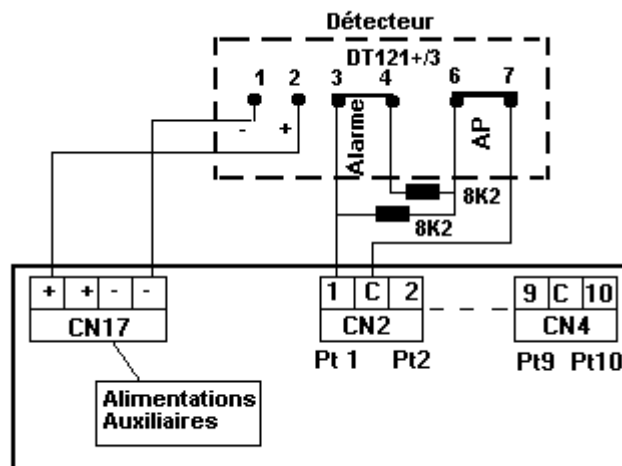 Détecteur
DT121+/3
1 2 3 4 6 7
- +
Alarme
AP
8K2
8K2
+ + - -
CN17
1 C 2
CN2
9 C 10
CN4
Pt 1 Pt2
Pt9 Pt10
Alimentations
Auxiliaires